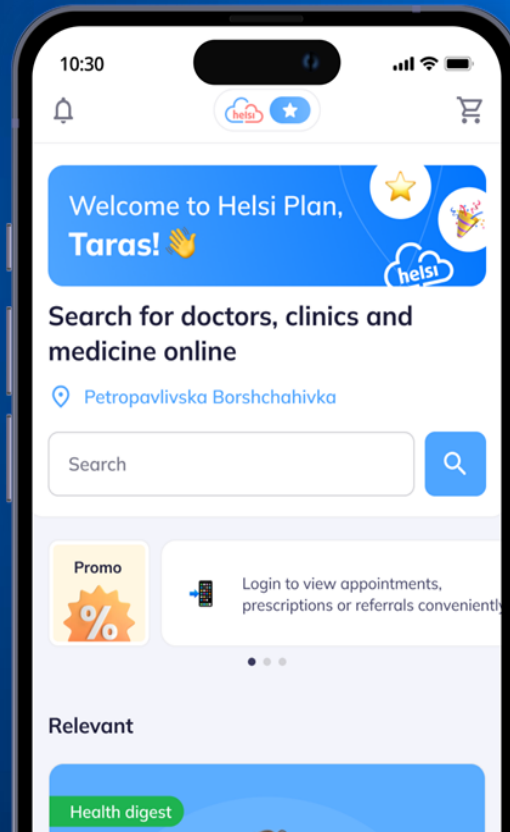 10:30
helsi
Welcome to Helsi Plan,
Taras! 👋
helsi
Search for doctors, clinics and
medicine online
Petropavlivska Borshchahivka
Search
Promo
%
Login to view appointments,
prescriptions or referrals conveniently
Relevant
Health digest